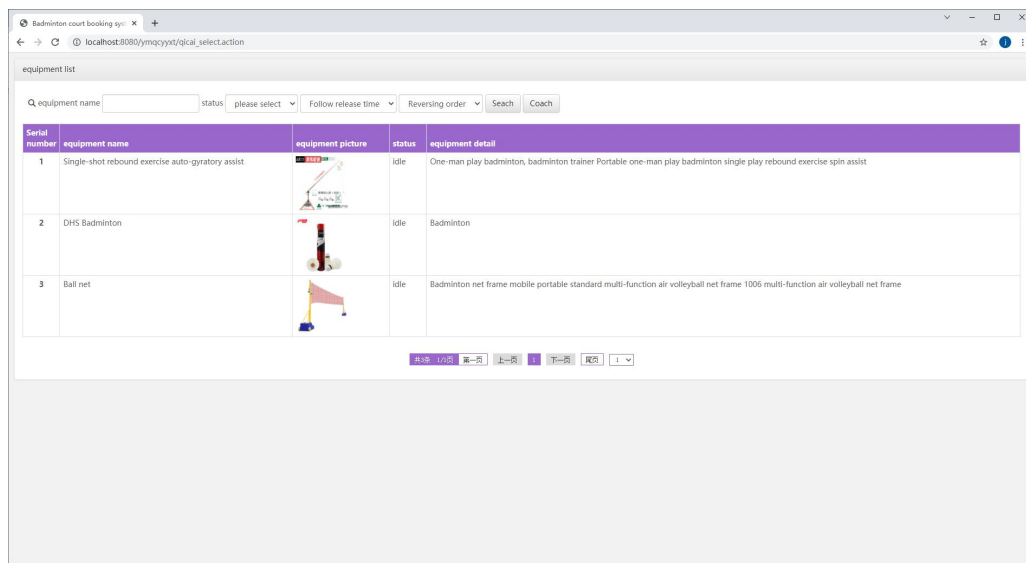 Badminton court booking syst
localhost:8080/ymqcyyxt/qicai_select.action
equipment list
equipment name status please select Follow release time Reversing order Seach Coach
Serial number equipment name equipment picture status equipment detail
1 Single-shot rebound exercise auto-gyratory assist idle One-man play badminton, badminton trainer Portable one-man play badminton single play rebound exercise spin assist
2 DHS Badminton idle Badminton
3 Ball net idle Badminton net frame mobile portable standard multi-function air volleyball net frame 1006 multi-function air volleyball net frame
共3条 1/1页 第一页 上一页 1 下一页 尾页 1